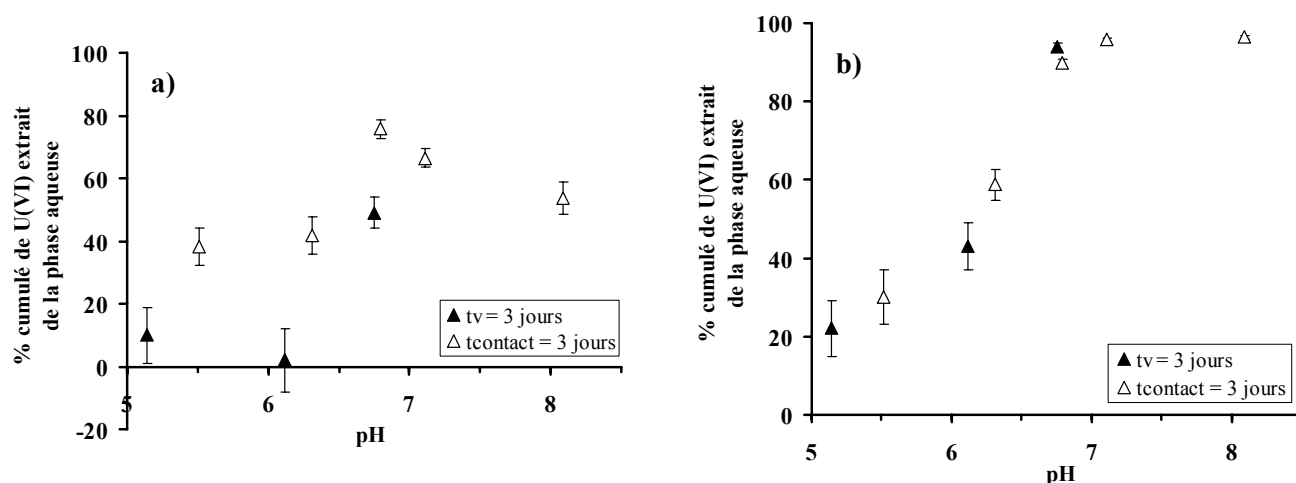 a)
% cumulé de U(VI) extrait
de la phase aqueuse
100
80
60
40
20
0
-20
5
6
7
8
pH
▲ tv = 3 jours
△ tcontact = 3 jours
b)
% cumulé de U(VI) extrait
de la phase aqueuse
100
80
60
40
20
0
5
6
7
8
pH
▲ tv = 3 jours
△ tcontact = 3 jours